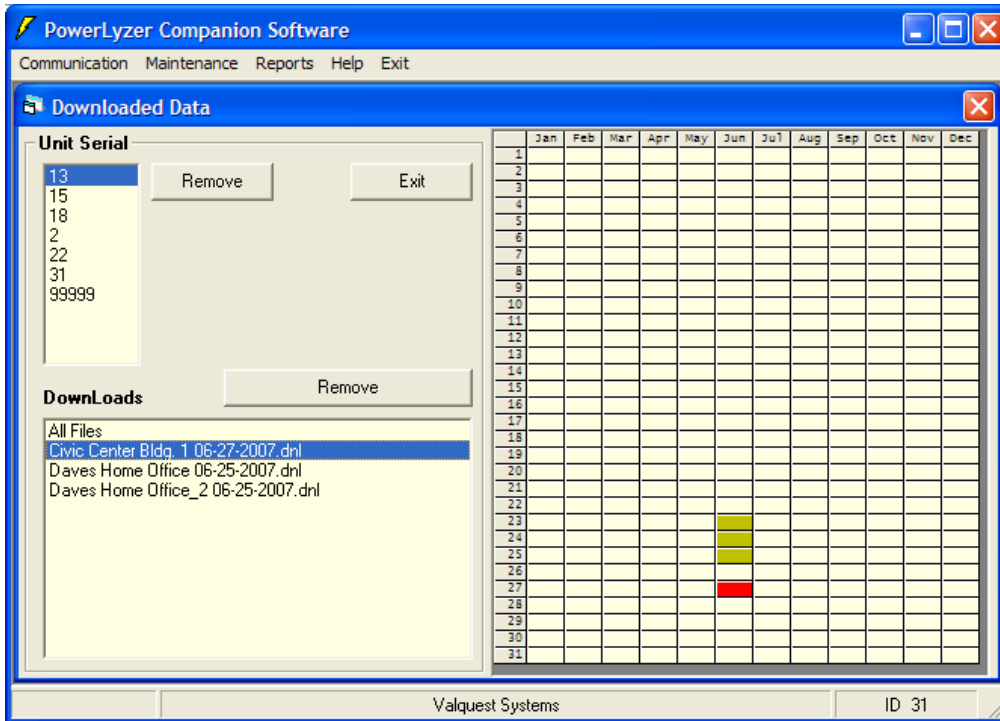 PowerLyzer Companion Software
Communication Maintenance Reports Help Exit
Downloaded Data
Unit Serial
13
15
18
2
22
31
99999
Remove
Exit
Remove
DownLoads
All Files
Civic Center Bldg. 1 06-27-2007.dnl
Daves Home Office 06-25-2007.dnl
Daves Home Office_2 06-25-2007.dnl
Jan Feb Mar Apr May Jun Jul Aug Sep Oct Nov Dec
1
2
3
4
5
6
7
8
9
10
11
12
13
14
15
16
17
18
19
20
21
22
23
24
25
26
27
28
29
30
31
Valquest Systems
ID 31